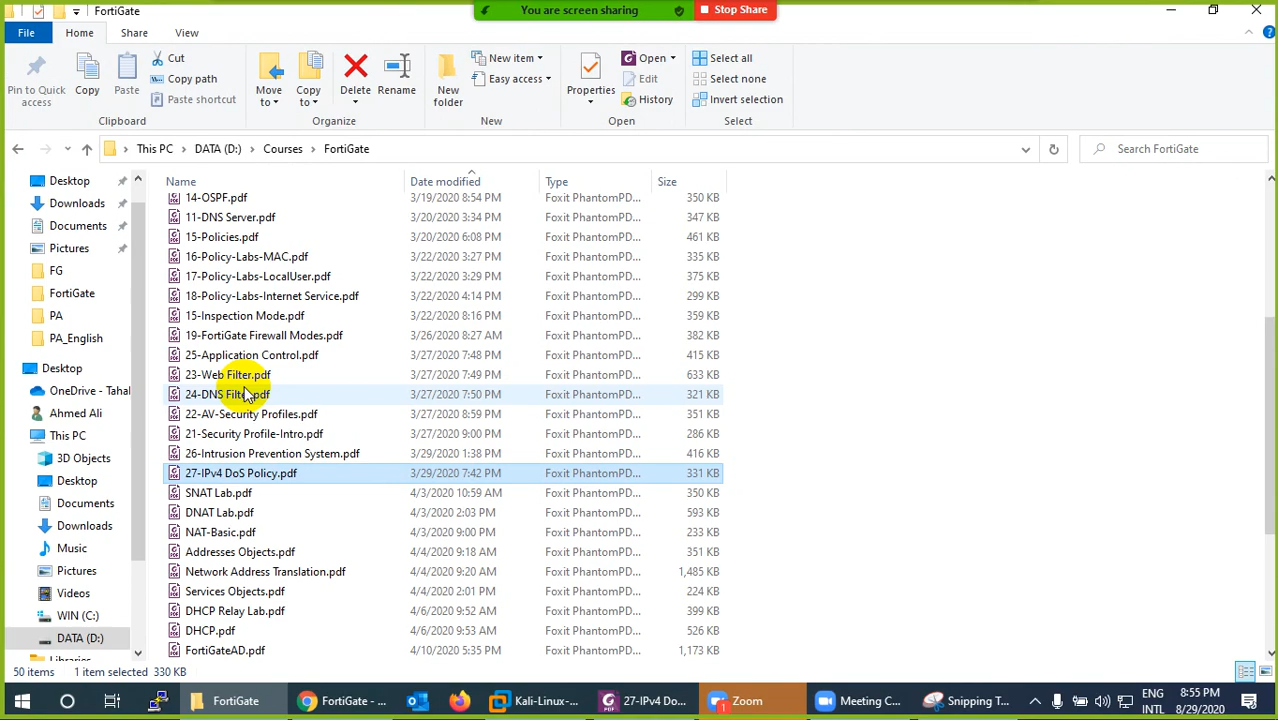 FortiGate
You are screen sharing
Stop Share
File
Home
Share
View
Pin to Quick access
Copy
Paste
Cut
Copy path
Paste shortcut
Clipboard
Move to
Copy to
Delete
Rename
Organize
New folder
New item
Easy access
New
Properties
Open
Edit
History
Open
Select all
Select none
Invert selection
Select
This PC
DATA (D:)
Courses
FortiGate
Search FortiGate
Desktop
Downloads
Documents
Pictures
FG
FortiGate
PA
PA_English
Desktop
OneDrive - Tahal
Ahmed Ali
This PC
3D Objects
Desktop
Documents
Downloads
Music
Pictures
Videos
WIN (C:)
DATA (D:)
Libraries
Name Date modified Type Size
14-OSPF.pdf 3/19/2020 8:54 PM Foxit PhantomPD... 350 KB
11-DNS Server.pdf 3/20/2020 3:34 PM Foxit PhantomPD... 347 KB
15-Policies.pdf 3/20/2020 6:08 PM Foxit PhantomPD... 461 KB
16-Policy-Labs-MAC.pdf 3/22/2020 3:27 PM Foxit PhantomPD... 335 KB
17-Policy-Labs-LocalUser.pdf 3/22/2020 3:29 PM Foxit PhantomPD... 375 KB
18-Policy-Labs-Internet Service.pdf 3/22/2020 4:14 PM Foxit PhantomPD... 299 KB
15-Inspection Mode.pdf 3/22/2020 8:16 PM Foxit PhantomPD... 359 KB
19-FortiGate Firewall Modes.pdf 3/26/2020 8:27 AM Foxit PhantomPD... 382 KB
25-Application Control.pdf 3/27/2020 7:48 PM Foxit PhantomPD... 415 KB
23-Web Filter.pdf 3/27/2020 7:49 PM Foxit PhantomPD... 633 KB
24-DNS Filter.pdf 3/27/2020 7:50 PM Foxit PhantomPD... 321 KB
22-AV-Security Profiles.pdf 3/27/2020 8:59 PM Foxit PhantomPD... 351 KB
21-Security Profile-Intro.pdf 3/27/2020 9:00 PM Foxit PhantomPD... 286 KB
26-Intrusion Prevention System.pdf 3/29/2020 1:38 PM Foxit PhantomPD... 416 KB
27-IPv4 DoS Policy.pdf 3/29/2020 7:42 PM Foxit PhantomPD... 331 KB
SNAT Lab.pdf 4/3/2020 10:59 AM Foxit PhantomPD... 350 KB
DNAT Lab.pdf 4/3/2020 2:03 PM Foxit PhantomPD... 593 KB
NAT-Basic.pdf 4/3/2020 9:00 PM Foxit PhantomPD... 233 KB
Addresses Objects.pdf 4/4/2020 9:18 AM Foxit PhantomPD... 351 KB
Network Address Translation.pdf 4/4/2020 9:20 AM Foxit PhantomPD... 1,485 KB
Services Objects.pdf 4/4/2020 2:01 PM Foxit PhantomPD... 224 KB
DHCP Relay Lab.pdf 4/6/2020 9:52 AM Foxit PhantomPD... 399 KB
DHCP.pdf 4/6/2020 9:53 AM Foxit PhantomPD... 526 KB
FortiGateAD.pdf 4/10/2020 5:35 PM Foxit PhantomPD... 1,173 KB
50 items 1 item selected 330 KB
FortiGate
FortiGate - ...
Kali-Linux-...
27-IPv4 Do...
1
Zoom
Meeting C...
Snipping T...
ENG
INTL
8:55 PM
8/29/2020